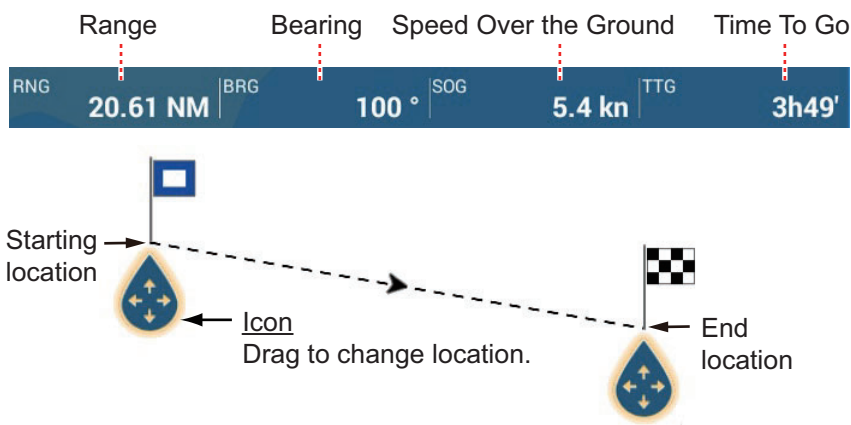 Range Bearing Speed Over the Ground Time To Go
RNG 20.61 NM BRG 100 ° SOG 5.4 kn TTG 3h49'
Starting
location
Icon
Drag to change location.
End
location